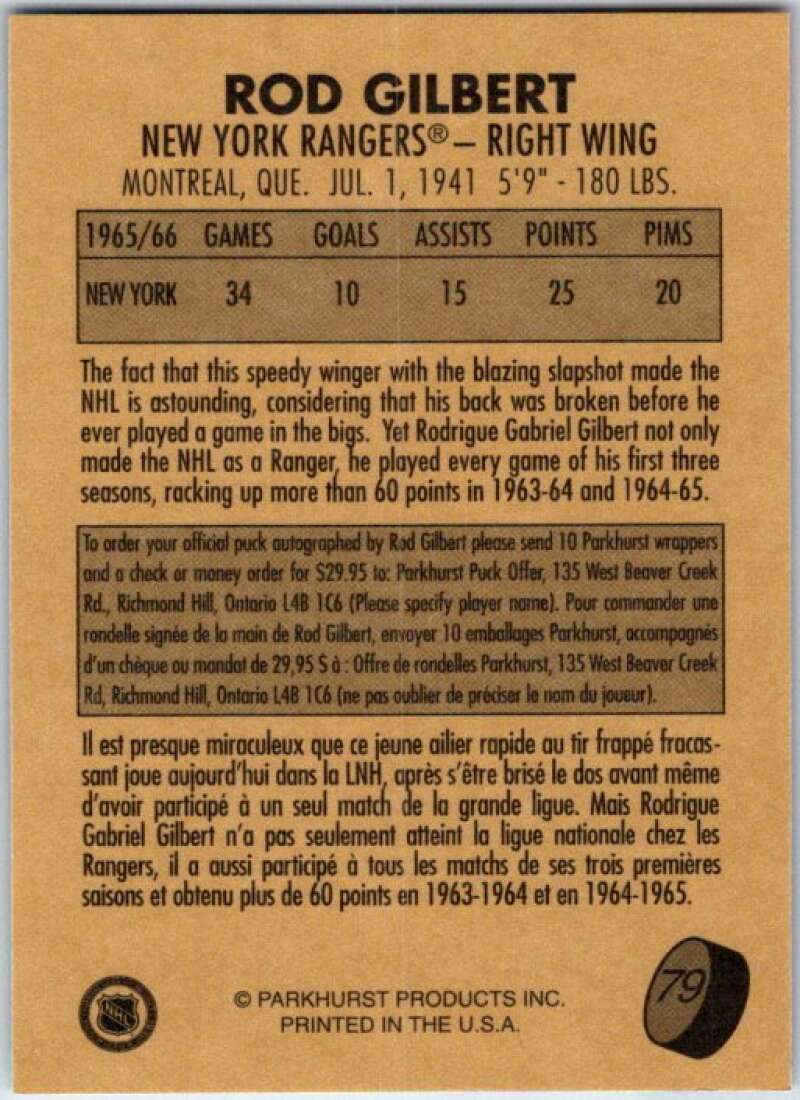 ROD GILBERT
NEW YORK RANGERS® – RIGHT WING
MONTREAL, QUE. JUL. 1, 1941 5'9" - 180 LBS.
1965/66 GAMES GOALS ASSISTS POINTS PIMS
NEW YORK 34 10 15 25 20
The fact that this speedy winger with the blazing slapshot made the
NHL is astounding, considering that his back was broken before he
ever played a game in the bigs. Yet Rodrigue Gabriel Gilbert not only
made the NHL as a Ranger, he played every game of his first three
seasons, racking up more than 60 points in 1963-64 and 1964-65.
To order your official puck autographed by Rod Gilbert please send 10 Parkhurst wrappers
and a check or money order for $29.95 to: Parkhurst Puck Offer, 135 West Beaver Creek
Rd., Richmond Hill, Ontario L4B 1C6 (Please specify player name). Pour commander une
rondelle signée de la main de Rod Gilbert, envoyer 10 emballages Parkhurst, accompagnés
d'un chèque ou mandat de 29,95 $ à : Offre de rondelles Parkhurst, 135 West Beaver Creek
Rd, Richmond Hill, Ontario L4B 1C6 (ne pas oublier de préciser le nom du joueur).
Il est presque miraculeux que ce jeune ailier rapide au tir frappé fracas-
sant joue aujourd'hui dans la LNH, après s'être brisé le dos avant même
d'avoir participé à un seul match de la grande ligue. Mais Rodrigue
Gabriel Gilbert n'a pas seulement atteint la ligue nationale chez les
Rangers, il a aussi participé à tous les matchs de ses trois premières
saisons et obtenu plus de 60 points en 1963-1964 et en 1964-1965.
NHL
© PARKHURST PRODUCTS INC.
PRINTED IN THE U.S.A.
79